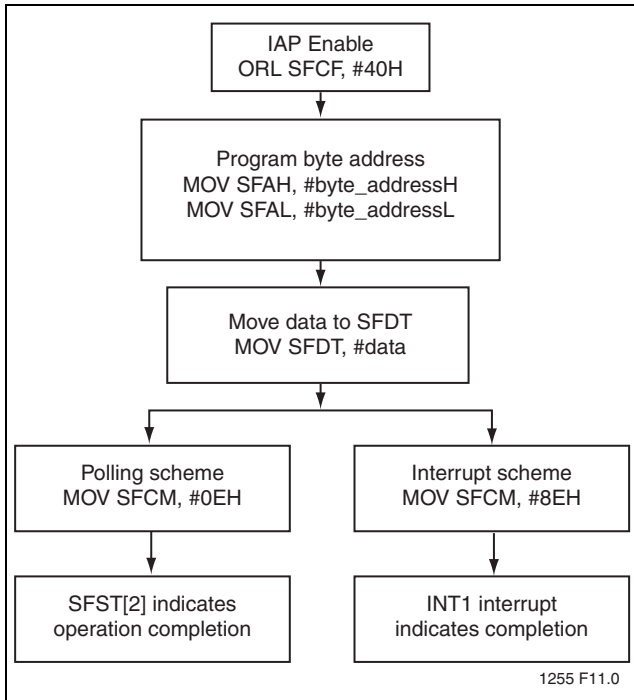 IAP Enable
ORL SFCF, #40H
Program byte address
MOV SFAH, #byte_addressH
MOV SFAL, #byte_addressL
Move data to SFDT
MOV SFDT, #data
Polling scheme
MOV SFCM, #0EH
Interrupt scheme
MOV SFCM, #8EH
SFST[2] indicates
operation completion
INT1 interrupt
indicates completion
1255 F11.0